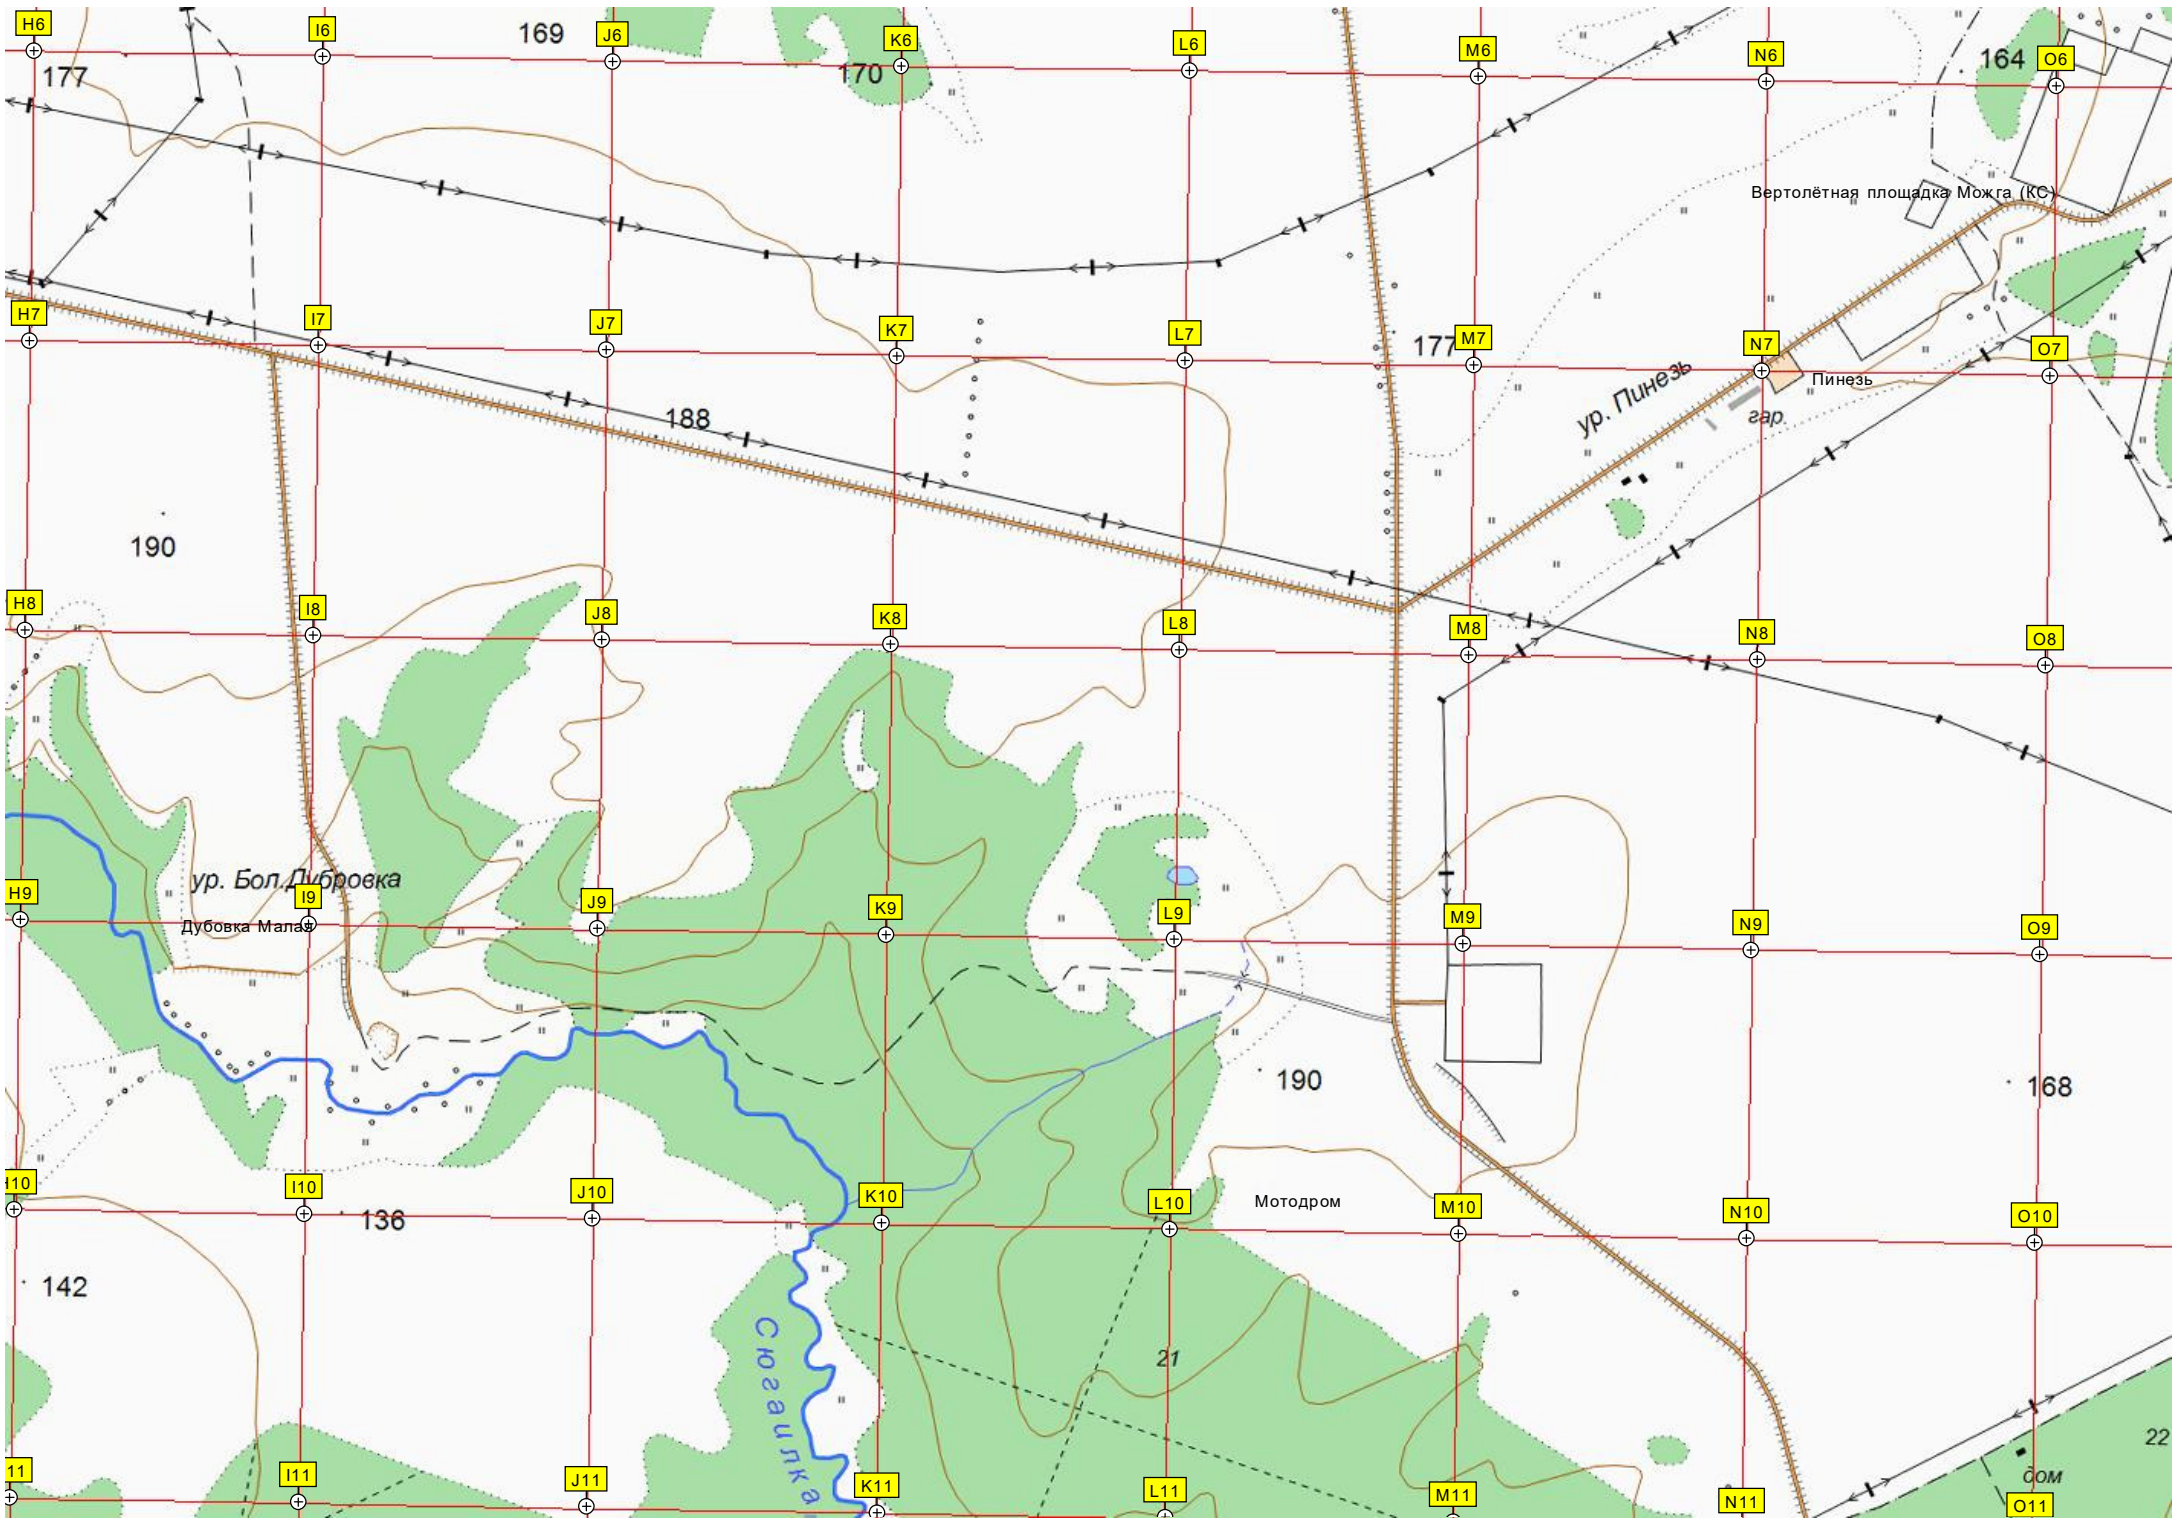 H6
I6
169
J6
K6
L6
M6
N6
164
O6
177
170
Вертолётная площадка Можга (КС)
H7
I7
J7
K7
L7
177
M7
N7
O7
ур. Пинезь
Пинезь
гар.
188
190
H8
I8
J8
K8
L8
M8
N8
O8
ур. Бол.Дубровка
H9
I9
J9
K9
L9
M9
N9
O9
Дубовка Малая
190
168
H10
I10
J10
K10
L10
Мотодром
M10
N10
O10
136
142
Сюгаилка
21
22
дом
11
I11
J11
K11
L11
M11
N11
O11